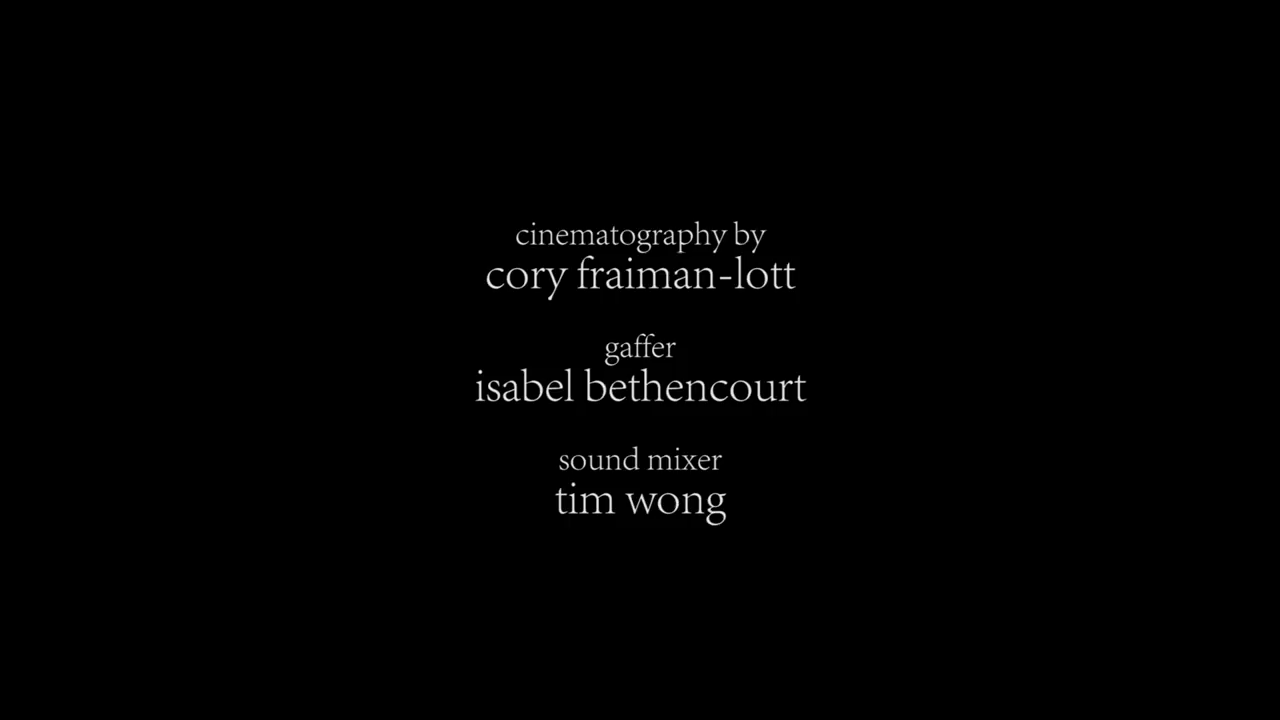 cinematography by
cory fraiman-lott
gaffer
isabel bethencourt
sound mixer
tim wong